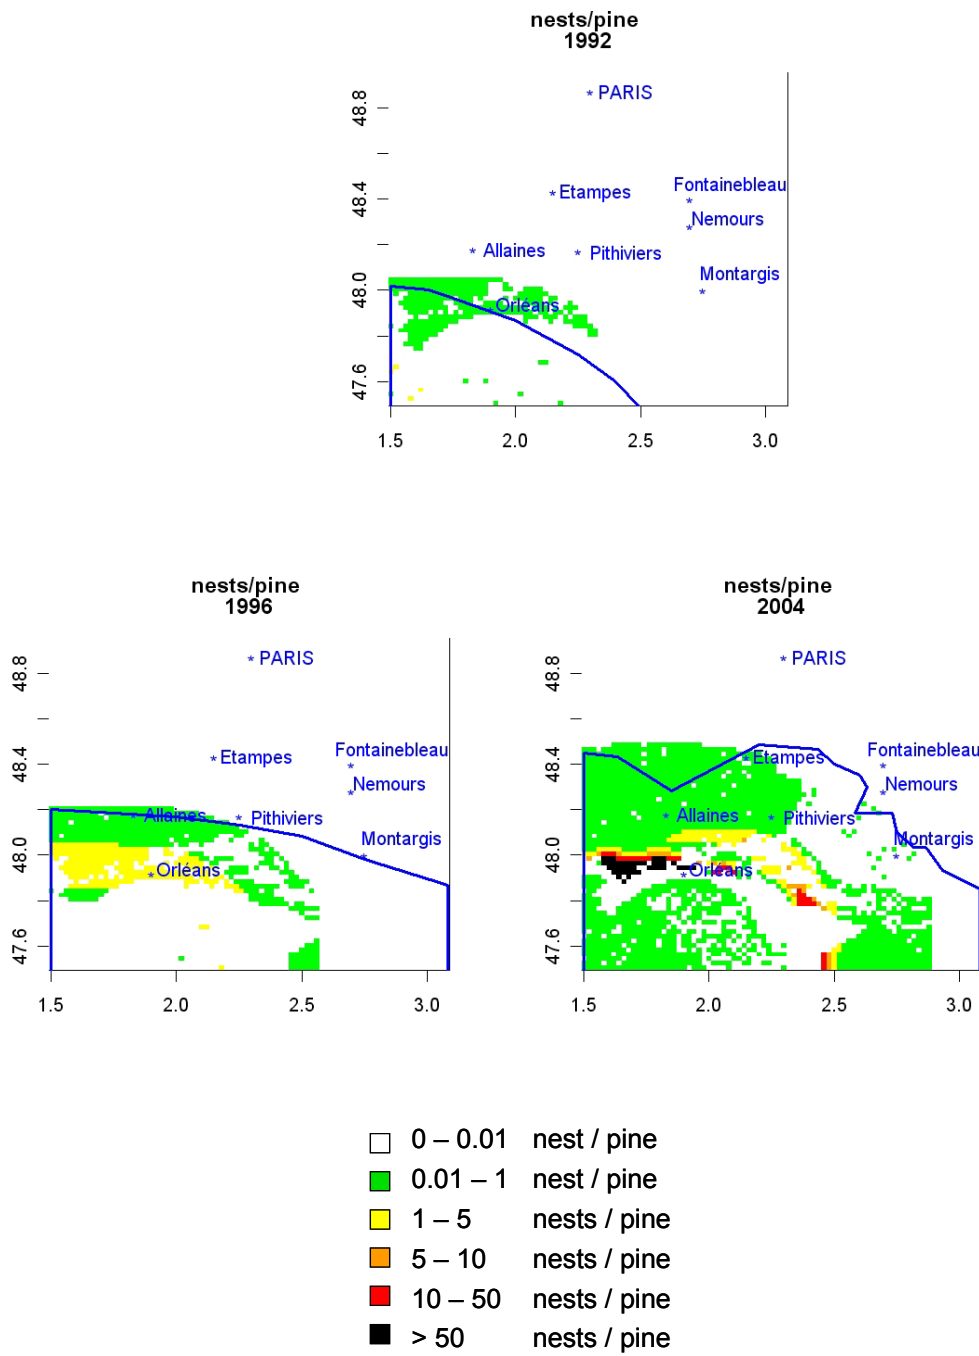 nests/pine
1992
48.8
48.4
48.0
47.6
* PARIS
* Etampes
Fontainebleau
*
Nemours
*
* Allaines
* Pithiviers
Montargis
*
* Orléans
1.5 2.0 2.5 3.0
nests/pine
1996
48.8
48.4
48.0
47.6
* PARIS
* Etampes
Fontainebleau
*
Nemours
*
* Allaines
* Pithiviers
Montargis
*
* Orléans
1.5 2.0 2.5 3.0
nests/pine
2004
48.8
48.4
48.0
47.6
* PARIS
* Etampes
Fontainebleau
*
Nemours
*
* Allaines
* Pithiviers
Montargis
*
* Orléans
1.5 2.0 2.5 3.0
0 – 0.01 nest / pine
0.01 – 1 nest / pine
1 – 5 nests / pine
5 – 10 nests / pine
10 – 50 nests / pine
> 50 nests / pine